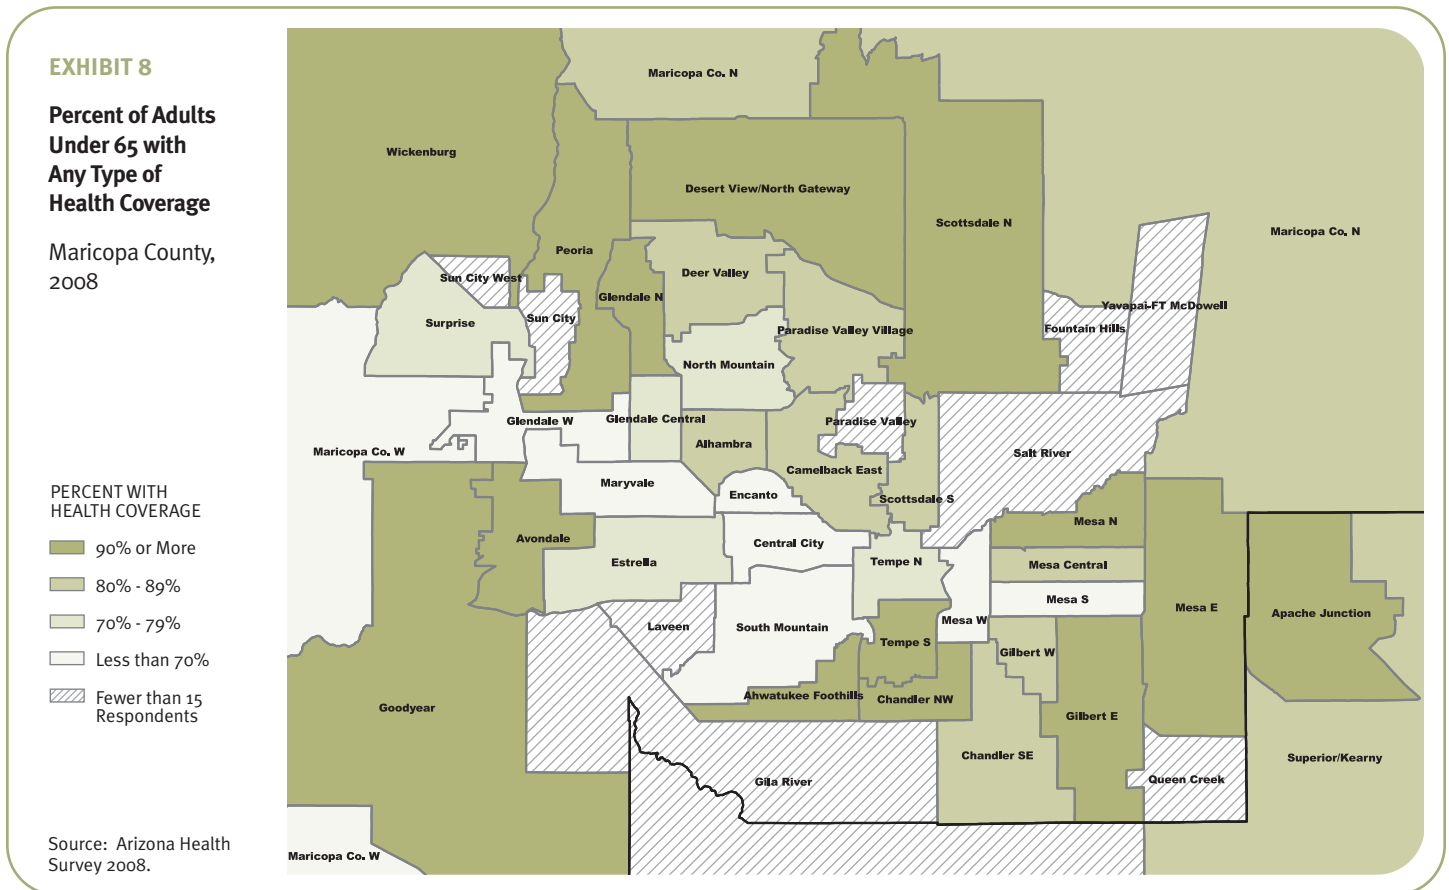 EXHIBIT 8
Percent of Adults
Under 65 with
Any Type of
Health Coverage
Maricopa County,
2008
PERCENT WITH
HEALTH COVERAGE
90% or More
80% - 89%
70% - 79%
Less than 70%
Fewer than 15
Respondents
Source: Arizona Health
Survey 2008.
Maricopa Co. N
Wickenburg
Desert View/North Gateway
Scottsdale N
Maricopa Co. N
Peoria
Deer Valley
Sun City West
Glendale N
Yavapai-FT McDowell
Sun City
Surprise
Fountain Hills
Paradise Valley Village
North Mountain
Glendale W
Glendale Central
Paradise Valley
Alhambra
Maricopa Co. W
Salt River
Camelback East
Maryvale
Encanto
Scottsdale S
Mesa N
Avondale
Central City
Estrella
Tempe N
Mesa Central
Mesa S
Mesa E
Apache Junction
Mesa W
Laveen
South Mountain
Tempe S
Gilbert W
Ahwatukee Foothills
Chandler NW
Goodyear
Gilbert E
Chandler SE
Superior/Kearny
Gila River
Queen Creek
Maricopa Co. W